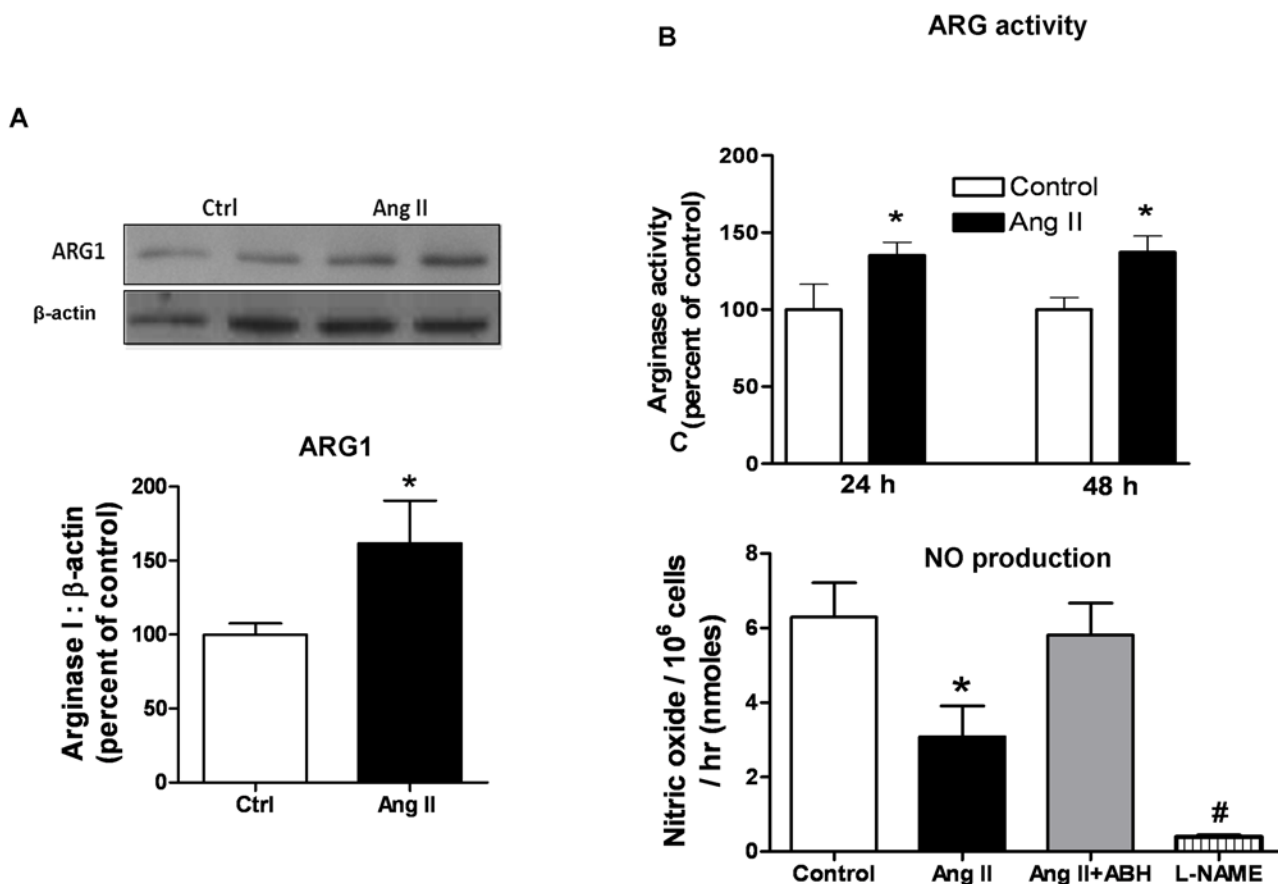 A
Ctrl Ang II
ARG1
β-actin
ARG1
Arginase I : β-actin
(percent of control)
200
150
100
50
0
Ctrl Ang II
*
B
ARG activity
Arginase activity
(percent of control)
200
150
100
50
0
Control
Ang II
* *
24 h 48 h
C
NO production
Nitric oxide / 10⁶ cells
/ hr (nmoles)
8
6
4
2
0
*
#
Control Ang II Ang II+ABH L-NAME